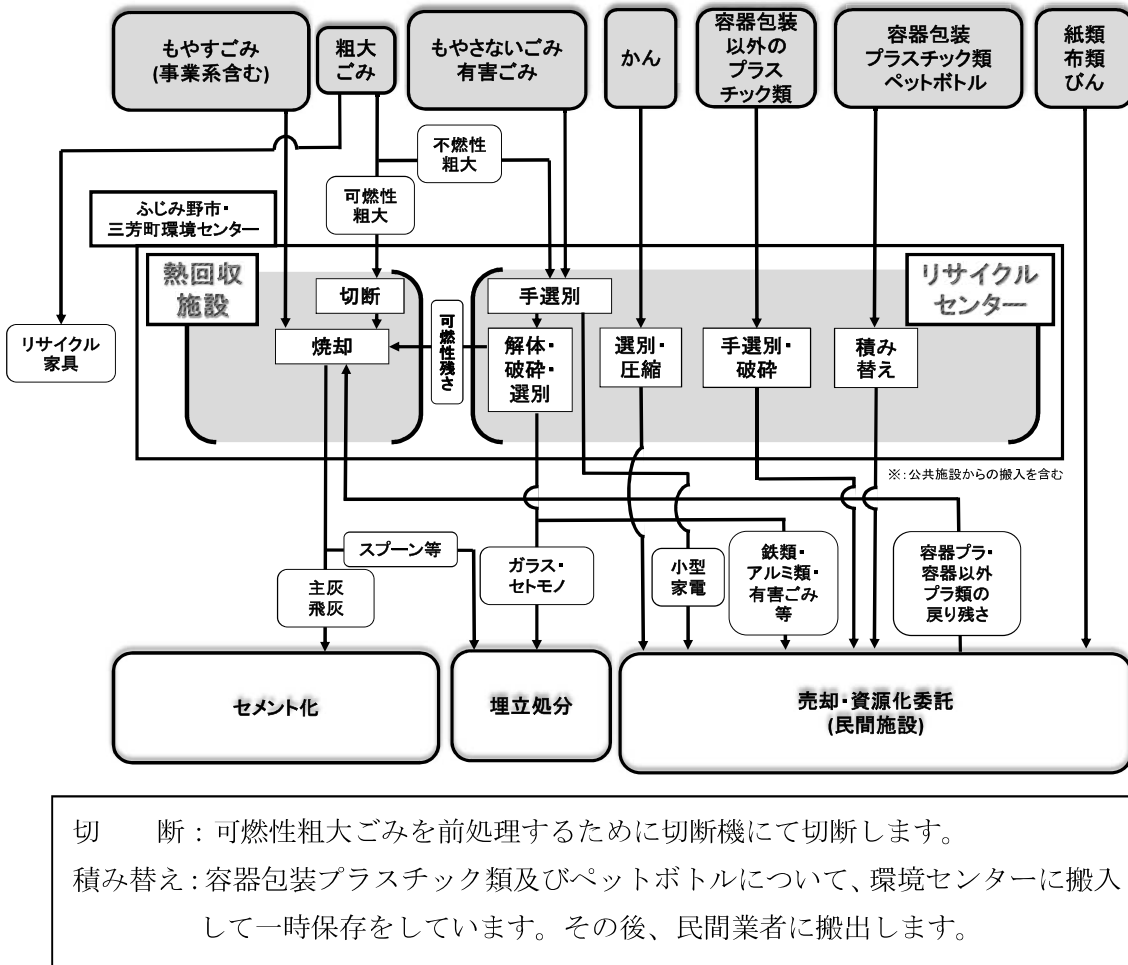 もやすごみ
(事業系含む)
粗大
ごみ
もやさないごみ
有害ごみ
かん
容器包装
以外の
プラス
チック類
容器包装
プラスチック類
ペットボトル
紙類
布類
びん
不燃性
粗大
可燃性
粗大
ふじみ野市・
三芳町環境センター
熱回収
施設
リサイクル
センター
切断
手選別
焼却
可燃性残さ
解体・
破砕・
選別
選別・
圧縮
手選別・
破砕
積み
替え
リサイクル
家具
※:公共施設からの搬入を含む
スプーン等
主灰
飛灰
ガラス・
セトモノ
小型
家電
鉄類・
アルミ類・
有害ごみ
等
容器プラ・
容器以外
プラ類の
戻り残さ
セメント化
埋立処分
売却・資源化委託
(民間施設)
切　　断：可燃性粗大ごみを前処理するために切断機にて切断します。
積み替え：容器包装プラスチック類及びペットボトルについて、環境センターに搬入
して一時保存をしています。その後、民間業者に搬出します。